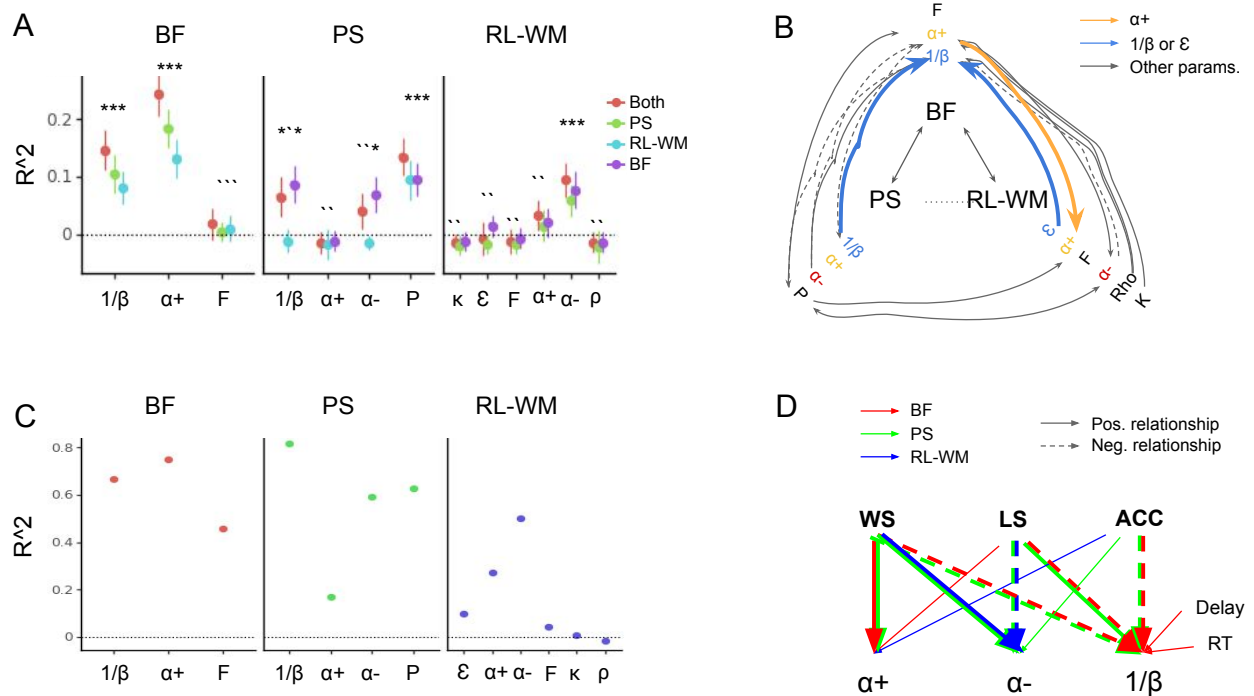 A
BF
PS
RL-WM
R^2
0.2
0.1
0
***
***
```
*`*
``
``*
***
``
``
``
``
***
``
Both
PS
RL-WM
BF
1/β
α+
F
1/β
α+
α-
P
κ
Ɛ
F
α+
α-
ρ
B
F
α+
1/β
α+
1/β or Ɛ
Other params.
BF
PS
RL-WM
1/β
α+
α-
P
Ɛ
α+
F
α-
Rho
K
C
BF
PS
RL-WM
R^2
0.8
0.6
0.4
0.2
0
1/β
α+
F
1/β
α+
α-
P
Ɛ
α+
α-
F
κ
ρ
D
BF
PS
RL-WM
Pos. relationship
Neg. relationship
WS
LS
ACC
Delay
RT
α+
α-
1/β